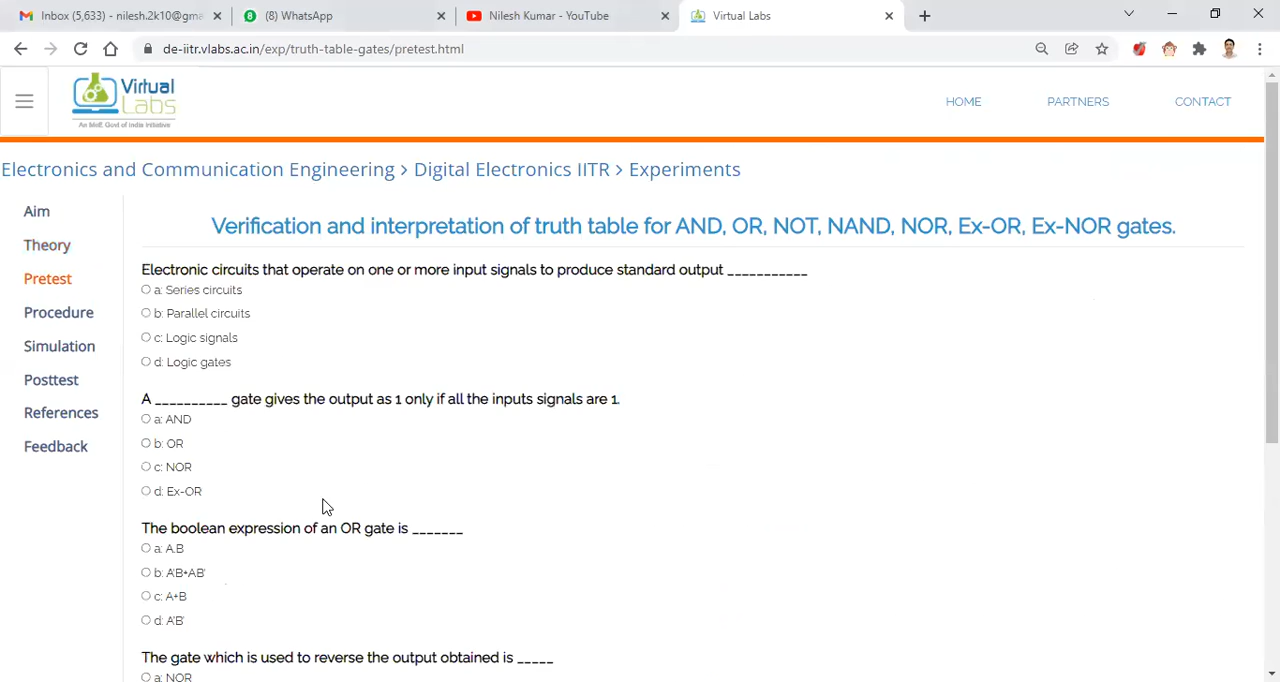 Inbox (5,633) - nilesh.2k10@gma
(8) WhatsApp
Nilesh Kumar - YouTube
Virtual Labs
de-iitr.vlabs.ac.in/exp/truth-table-gates/pretest.html
Virtual
Labs
An MoE Govt of India Initiative
HOME
PARTNERS
CONTACT
Electronics and Communication Engineering > Digital Electronics IITR > Experiments
Aim
Theory
Pretest
Procedure
Simulation
Posttest
References
Feedback
Verification and interpretation of truth table for AND, OR, NOT, NAND, NOR, Ex-OR, Ex-NOR gates.
Electronic circuits that operate on one or more input signals to produce standard output ___________
a: Series circuits
b: Parallel circuits
c: Logic signals
d: Logic gates
A __________ gate gives the output as 1 only if all the inputs signals are 1.
a: AND
b: OR
c: NOR
d: Ex-OR
The boolean expression of an OR gate is _______
a: A.B
b: A'B+AB'
c: A+B
d: A'B'
The gate which is used to reverse the output obtained is _____
a: NOR